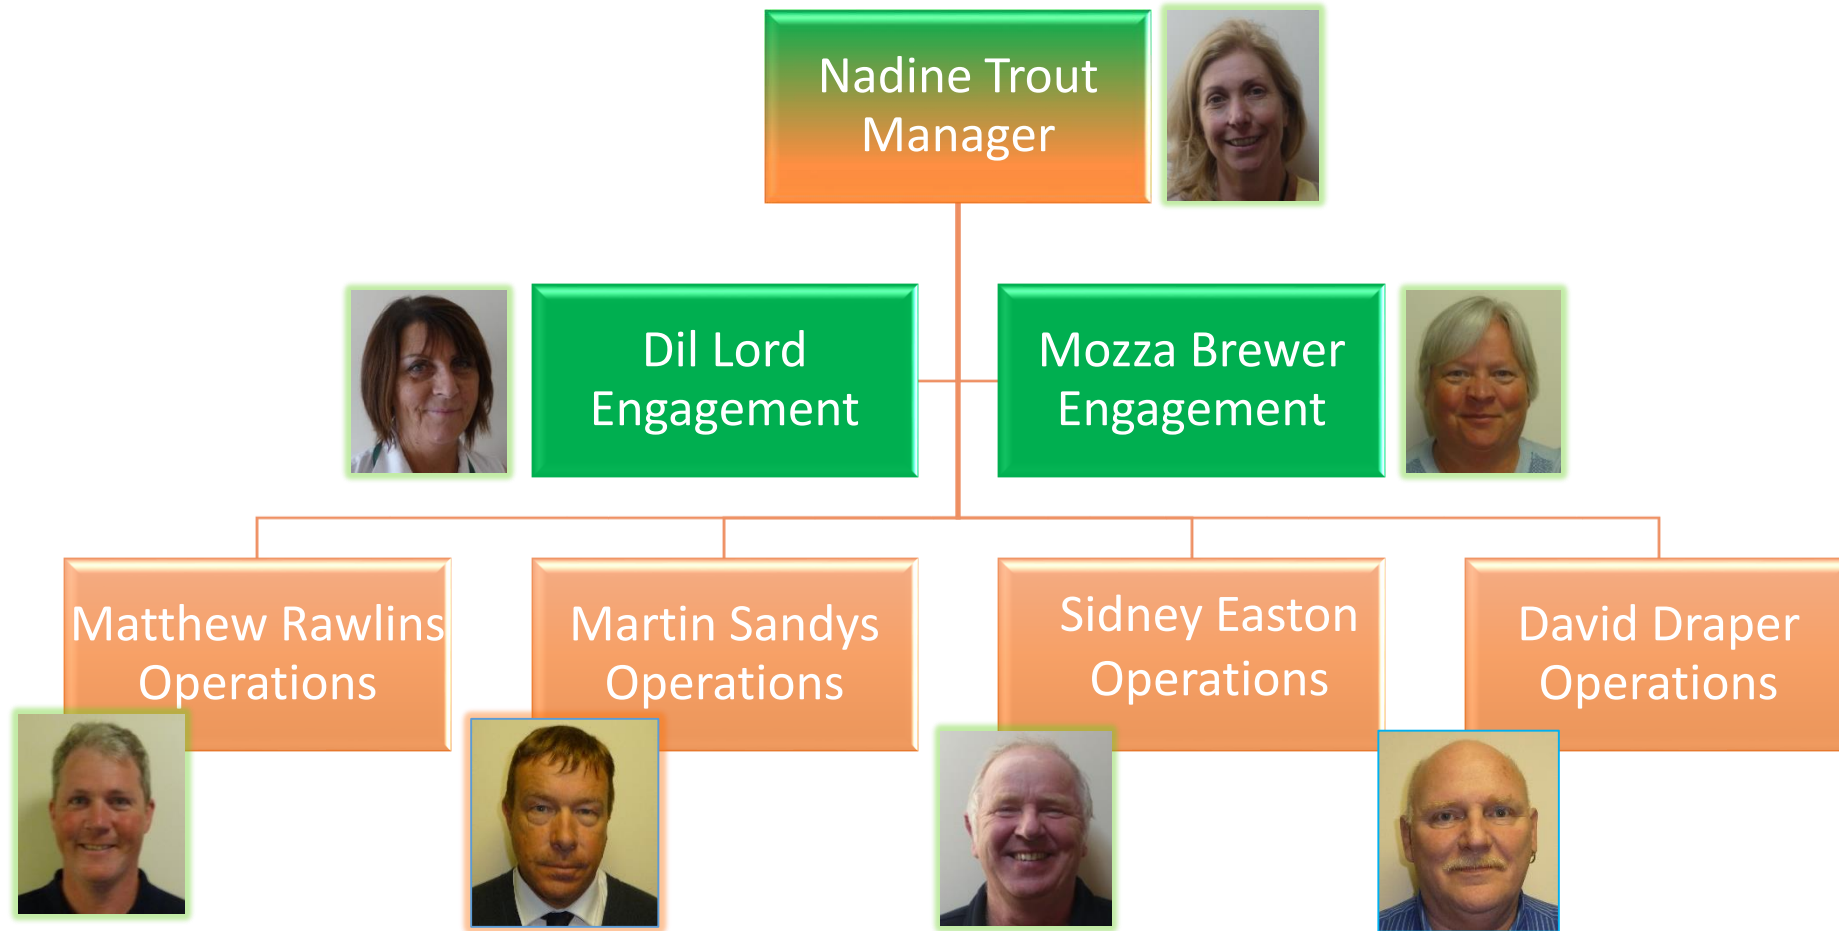 Nadine Trout
Manager
Dil Lord
Engagement
Mozza Brewer
Engagement
Matthew Rawlins
Operations
Martin Sandys
Operations
Sidney Easton
Operations
David Draper
Operations